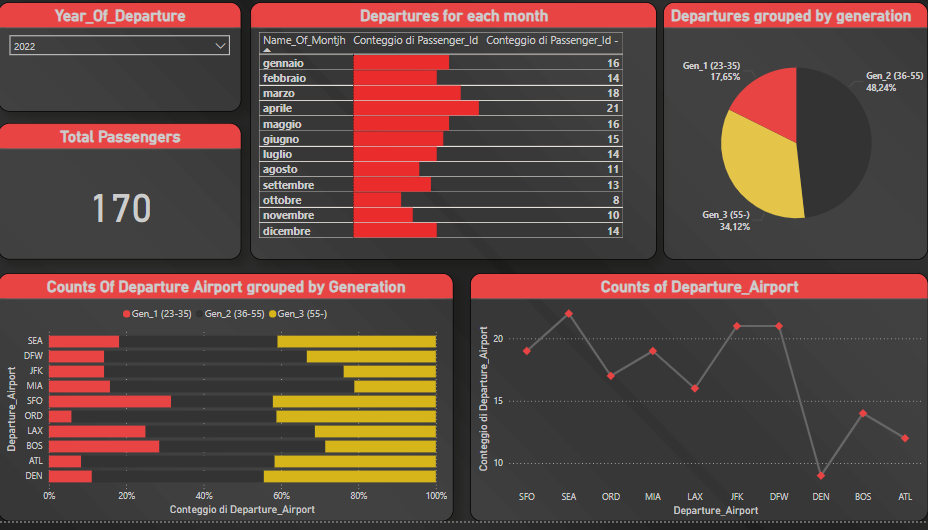 Year_Of_Departure
2022
Total Passengers
170
Departures for each month
Name_Of_Montjh Conteggio di Passenger_Id Conteggio di Passenger_Id -
gennaio 16
febbraio 14
marzo 18
aprile 21
maggio 16
giugno 15
luglio 14
agosto 11
settembre 13
ottobre 8
novembre 10
dicembre 14
Departures grouped by generation
Gen_1 (23-35)
17,65%
Gen_2 (36-55)
48,24%
Gen_3 (55-)
34,12%
Counts Of Departure Airport grouped by Generation
Gen_1 (23-35) Gen_2 (36-55) Gen_3 (55-)
Departure_Airport
SEA
DFW
JFK
MIA
SFO
ORD
LAX
BOS
ATL
DEN
0% 20% 40% 60% 80% 100%
Conteggio di Departure_Airport
Counts of Departure_Airport
Conteggio di Departure_Airport
20
15
10
SFO SEA ORD MIA LAX JFK DFW DEN BOS ATL
Departure_Airport